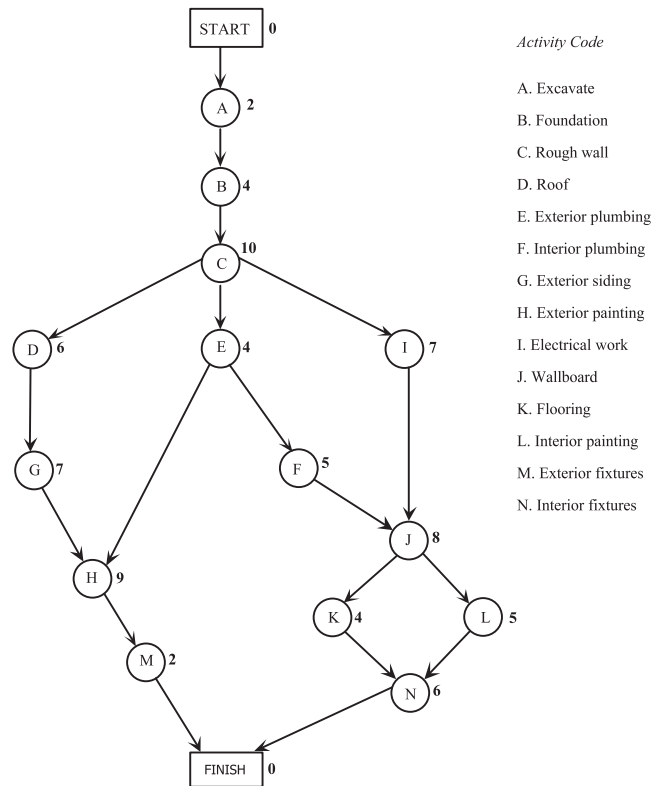 START 0
Activity Code
A 2
A. Excavate
B. Foundation
C. Rough wall
B 4
D. Roof
E. Exterior plumbing
10
C
F. Interior plumbing
G. Exterior siding
H. Exterior painting
D 6
E 4
I 7
I. Electrical work
J. Wallboard
K. Flooring
L. Interior painting
G 7
F 5
M. Exterior fixtures
N. Interior fixtures
J 8
H 9
K 4
L 5
M 2
N 6
FINISH 0